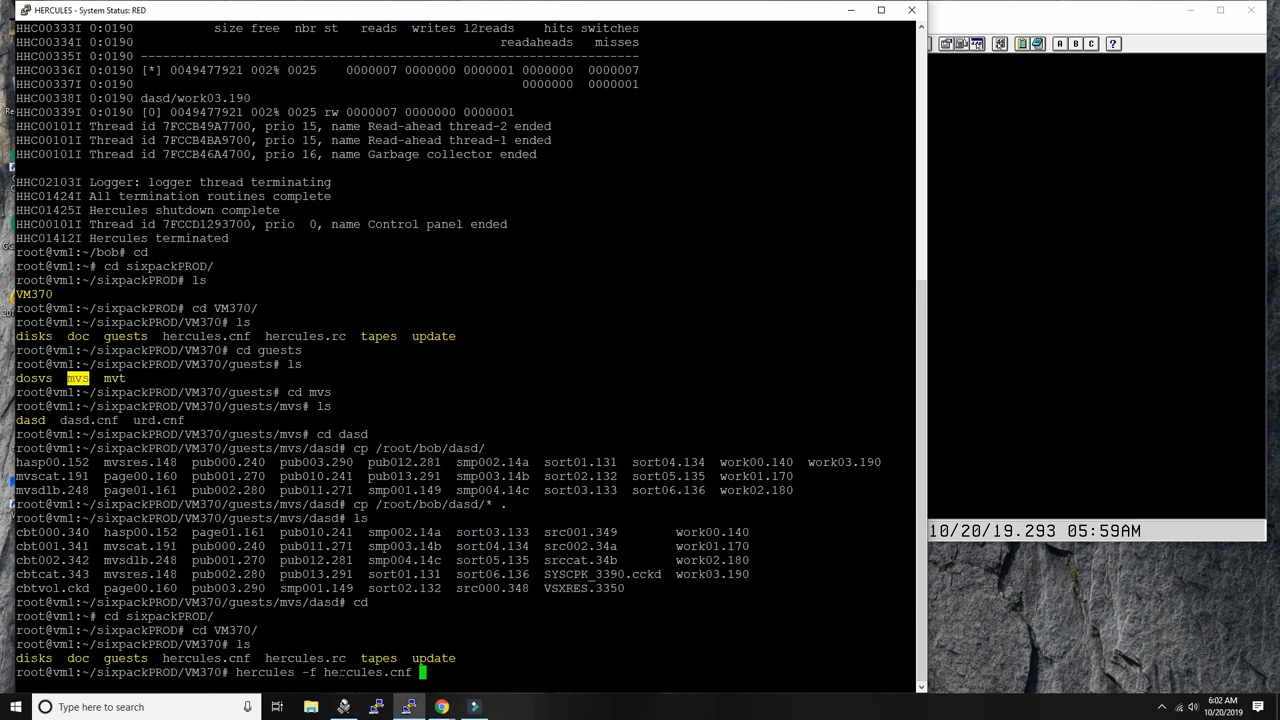 HERCULES - System Status: RED
HHC00333I 0:0190 size free nbr st reads writes l2reads hits switches
HHC00334I 0:0190 readaheads misses
HHC00335I 0:0190 --------------------------------------------------------------------
HHC00336I 0:0190 [*] 0049477921 002% 0025 0000007 0000000 0000001 0000000 0000007
HHC00337I 0:0190 0000000 0000001
HHC00338I 0:0190 dasd/work03.190
HHC00339I 0:0190 [0] 0049477921 002% 0025 rw 0000007 0000000 0000001
HHC00101I Thread id 7FCCB49A7700, prio 15, name Read-ahead thread-2 ended
HHC00101I Thread id 7FCCB4BA9700, prio 15, name Read-ahead thread-1 ended
HHC00101I Thread id 7FCCB46A4700, prio 16, name Garbage collector ended
HHC02103I Logger: logger thread terminating
HHC01424I All termination routines complete
HHC01425I Hercules shutdown complete
HHC00101I Thread id 7FCCD1293700, prio 0, name Control panel ended
HHC01412I Hercules terminated
root@vm1:~/bob# cd
root@vm1:~# cd sixpackPROD/
root@vm1:~/sixpackPROD# ls
VM370
root@vm1:~/sixpackPROD# cd VM370/
root@vm1:~/sixpackPROD/VM370# ls
disks doc guests hercules.cnf hercules.rc tapes update
root@vm1:~/sixpackPROD/VM370# cd guests
root@vm1:~/sixpackPROD/VM370/guests# ls
dosvs mvs mvt
root@vm1:~/sixpackPROD/VM370/guests# cd mvs
root@vm1:~/sixpackPROD/VM370/guests/mvs# ls
dasd dasd.cnf urd.cnf
root@vm1:~/sixpackPROD/VM370/guests/mvs# cd dasd
root@vm1:~/sixpackPROD/VM370/guests/mvs/dasd# cp /root/bob/dasd/
hasp00.152 mvsres.148 pub000.240 pub003.290 pub012.281 smp002.14a sort01.131 sort04.134 work00.140 work03.190
mvscat.191 page00.160 pub001.270 pub010.241 pub013.291 smp003.14b sort02.132 sort05.135 work01.170
mvsdlb.248 page01.161 pub002.280 pub011.271 smp001.149 smp004.14c sort03.133 sort06.136 work02.180
root@vm1:~/sixpackPROD/VM370/guests/mvs/dasd# cp /root/bob/dasd/* .
root@vm1:~/sixpackPROD/VM370/guests/mvs/dasd# ls
cbt000.340 hasp00.152 page01.161 pub010.241 smp002.14a sort03.133 src001.349 work00.140
cbt001.341 mvscat.191 pub000.240 pub011.271 smp003.14b sort04.134 src002.34a work01.170
cbt002.342 mvsdlb.248 pub001.270 pub012.281 smp004.14c sort05.135 srccat.34b work02.180
cbtcat.343 mvsres.148 pub002.280 pub013.291 sort01.131 sort06.136 SYSCPK_3390.cckd work03.190
cbtvol.ckd page00.160 pub003.290 smp001.149 sort02.132 src000.348 VSXRES.3350
root@vm1:~/sixpackPROD/VM370/guests/mvs/dasd# cd
root@vm1:~# cd sixpackPROD/
root@vm1:~/sixpackPROD# cd VM370/
root@vm1:~/sixpackPROD/VM370# ls
disks doc guests hercules.cnf hercules.rc tapes update
root@vm1:~/sixpackPROD/VM370# hercules -f hercules.cnf
A B C ?
10/20/19.293 05:59AM
Type here to search
6:02 AM
10/20/2019